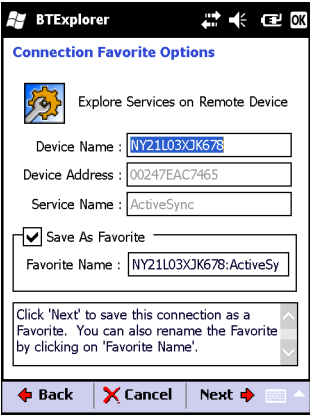 BTExplorer
OK
Connection Favorite Options
Explore Services on Remote Device
Device Name : NY21L03XJK678
Device Address : 00247EAC7465
Service Name : ActiveSync
Save As Favorite
Favorite Name : NY21L03XJK678:ActiveSy
Click 'Next' to save this connection as a
Favorite. You can also rename the Favorite
by clicking on 'Favorite Name'.
Back Cancel Next